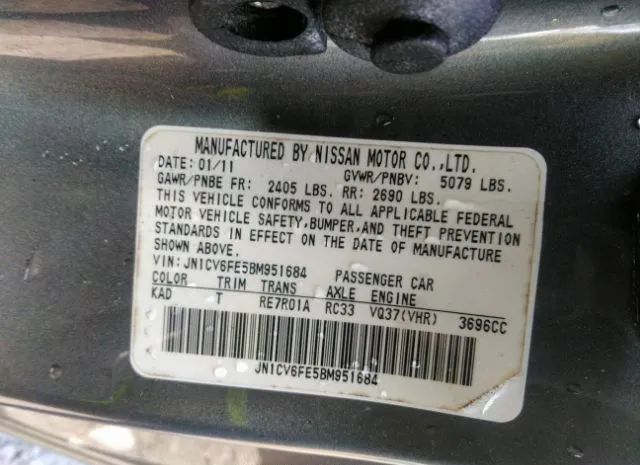 MANUFACTURED BY NISSAN MOTOR CO.,LTD.
DATE: 01/11 GVWR/PNBV: 5079 LBS.
GAWR/PNBE FR: 2405 LBS. RR: 2690 LBS.
THIS VEHICLE CONFORMS TO ALL APPLICABLE FEDERAL
MOTOR VEHICLE SAFETY,BUMPER,AND THEFT PREVENTION
STANDARDS IN EFFECT ON THE DATE OF MANUFACTURE
SHOWN ABOVE.
VIN:JN1CV6FE5BM951684 PASSENGER CAR
COLOR TRIM TRANS AXLE ENGINE
KAD T RE7R01A RC33 VQ37(VHR) 3696CC
JN1CV6FE5BM951684